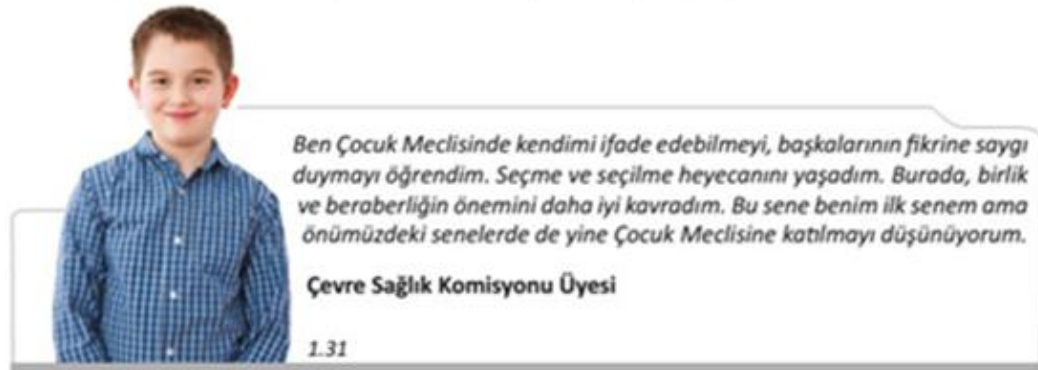 Ben Çocuk Meclisinde kendimi ifade edebilmeyi, başkalarının fikrine saygı
duymayı öğrendim. Seçme ve seçilme heyecanını yaşadım. Burada, birlik
ve beraberliğin önemini daha iyi kavradım. Bu sene benim ilk senem ama
önümüzdeki senelerde de yine Çocuk Meclisine katılmayı düşünüyorum.
Çevre Sağlık Komisyonu Üyesi
1.31